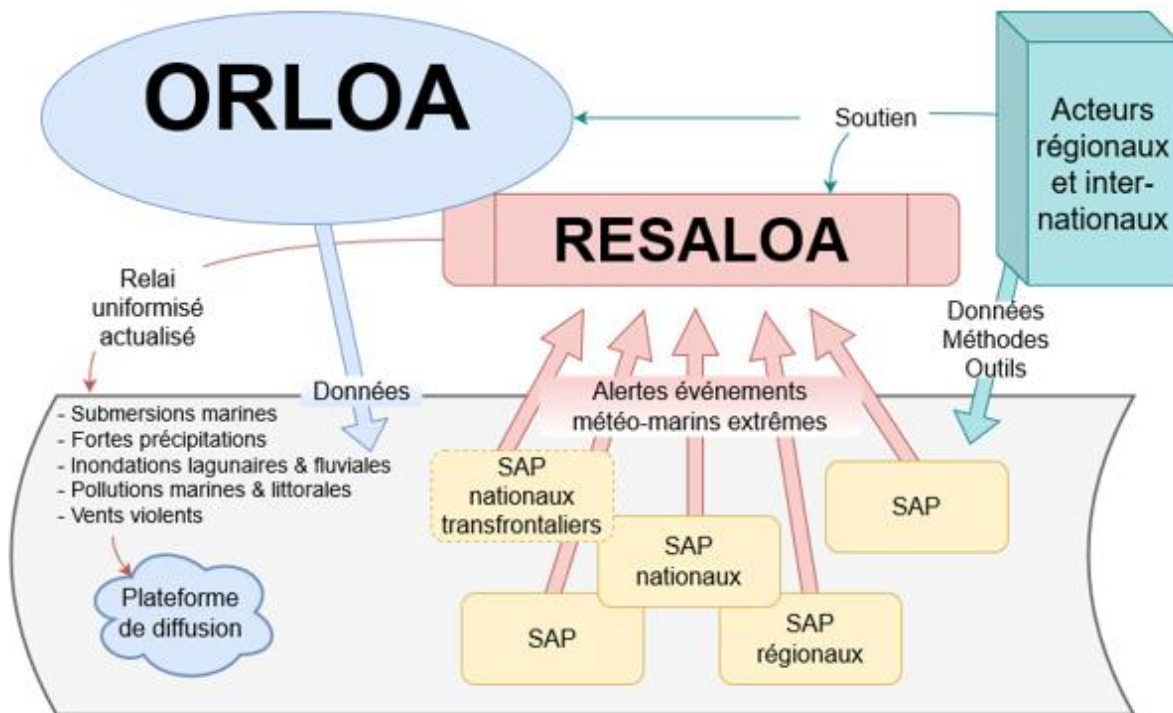 ORLOA
Soutien
Acteurs
régionaux
et inter-
nationaux
RESALOA
Relai
uniformisé
actualisé
Données
Méthodes
Outils
Données
Alertes événements
météo-marins extrêmes
- Submersions marines
- Fortes précipitations
- Inondations lagunaires & fluviales
- Pollutions marines & littorales
- Vents violents
SAP
nationaux
transfrontaliers
SAP
SAP
nationaux
Plateforme
de diffusion
SAP
SAP
régionaux